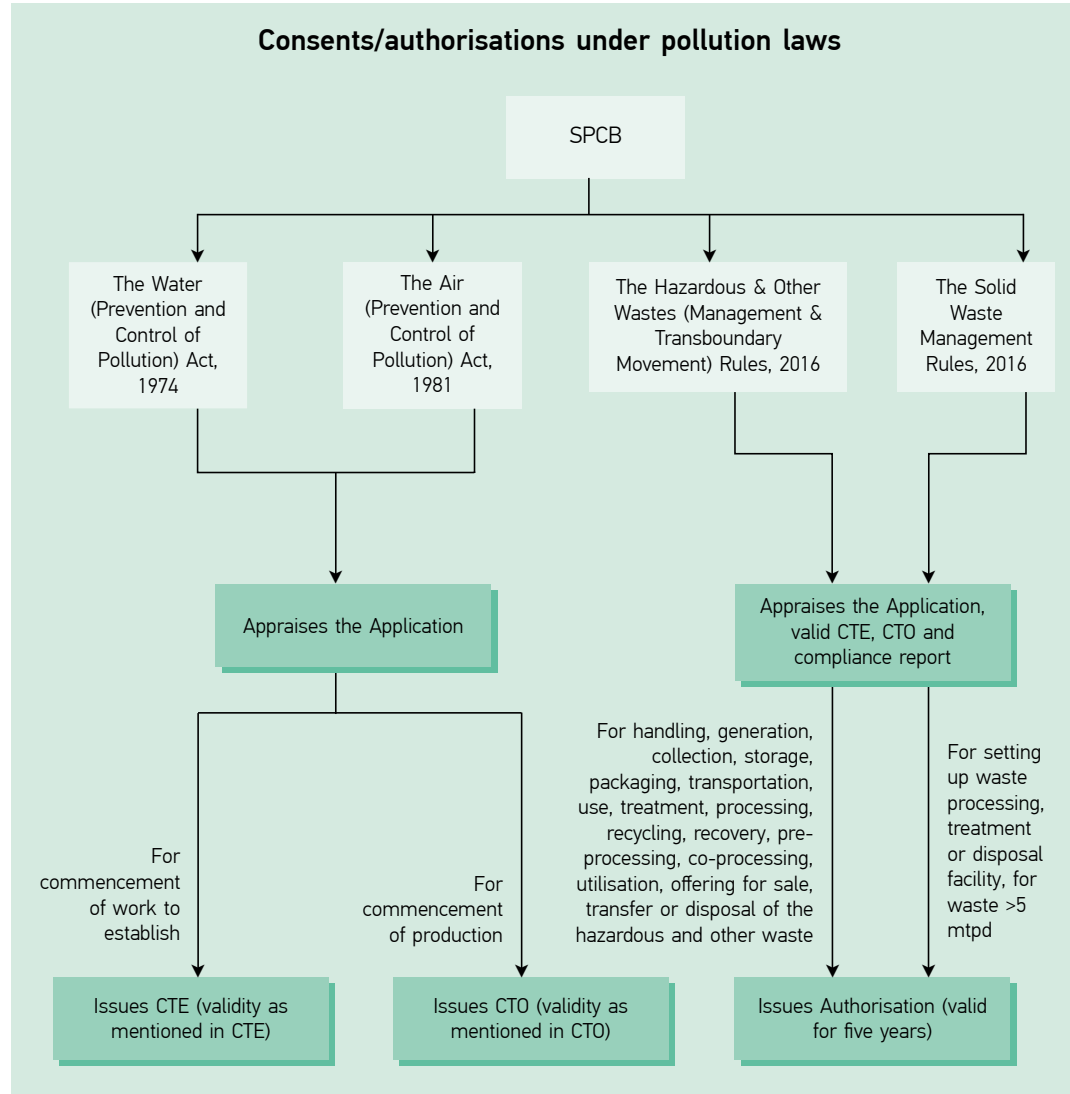 Consents/authorisations under pollution laws
SPCB
The Water
(Prevention and
Control of
Pollution) Act,
1974
The Air
(Prevention and
Control of
Pollution) Act,
1981
The Hazardous & Other
Wastes (Management &
Transboundary
Movement) Rules, 2016
The Solid
Waste
Management
Rules, 2016
Appraises the Application
Appraises the Application,
valid CTE, CTO and
compliance report
For
commencement
of work to
establish
For
commencement
of production
For handling, generation,
collection, storage,
packaging, transportation,
use, treatment, processing,
recycling, recovery, pre-
processing, co-processing,
utilisation, offering for sale,
transfer or disposal of the
hazardous and other waste
For setting
up waste
processing,
treatment
or disposal
facility, for
waste >5
mtpd
Issues CTE (validity as
mentioned in CTE)
Issues CTO (validity as
mentioned in CTO)
Issues Authorisation (valid
for five years)